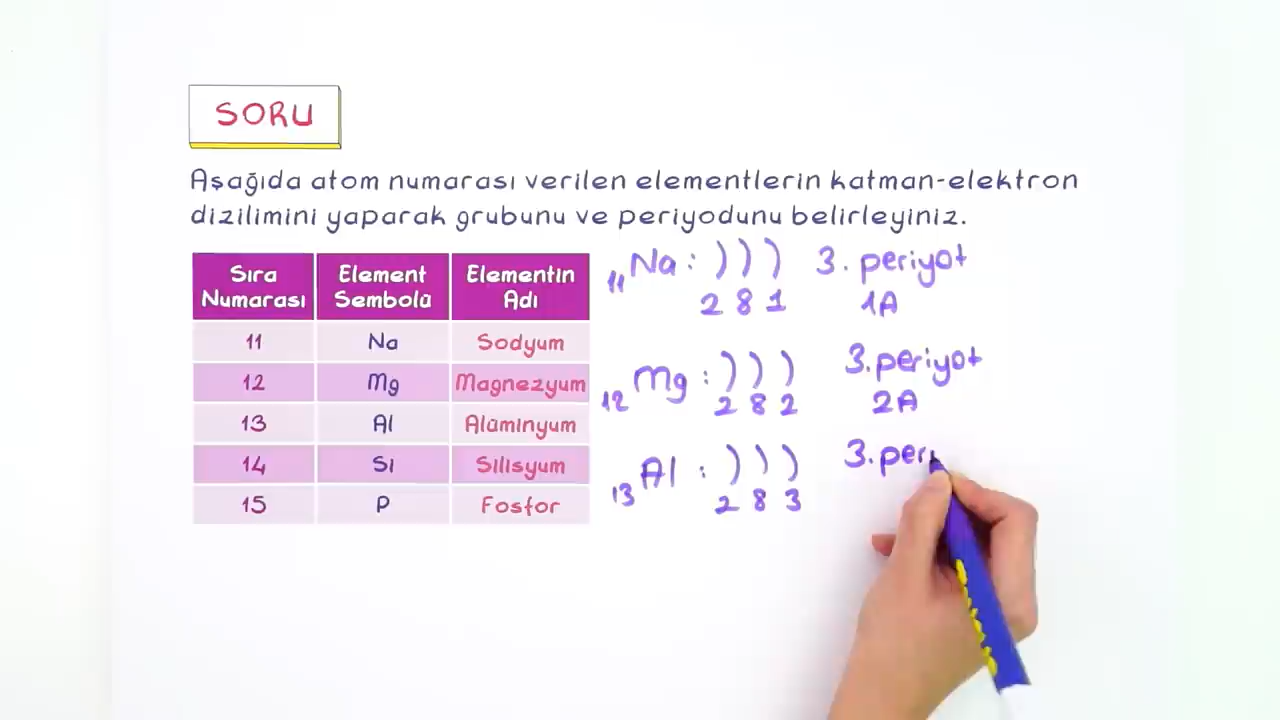 SORU
Aşağıda atom numarası verilen elementlerin katman-elektron
dizilimini yaparak grubunu ve periyodunu belirleyiniz.
Sıra Numarası Element Sembolü Elementin Adı
11 Na Sodyum
12 Mg Magnezyum
13 Al Alüminyum
14 Si Silisyum
15 P Fosfor
11Na : ) ) ) 3. periyot
2 8 1 1A
12Mg : ) ) ) 3. periyot
2 8 2 2A
13Al : ) ) ) 3. per
2 8 3